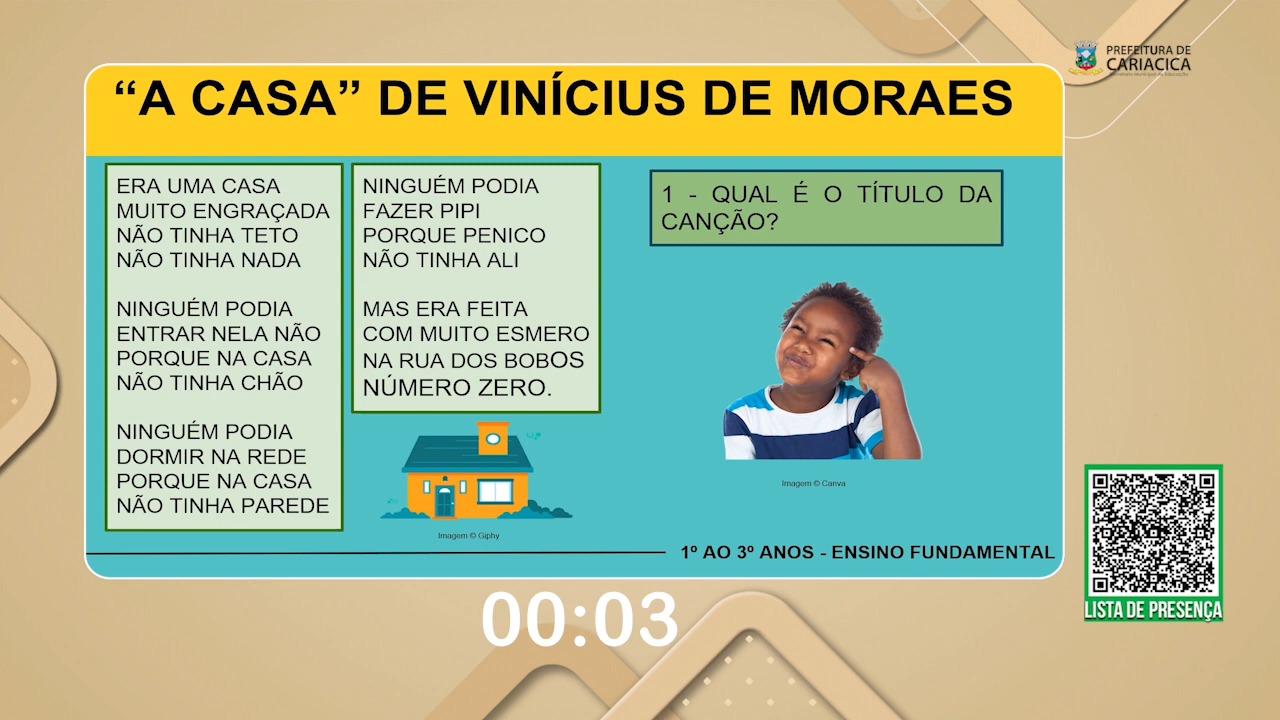 PREFEITURA DE
CARIACICA
Secretaria Municipal de Educação
“A CASA” DE VINÍCIUS DE MORAES
ERA UMA CASA
MUITO ENGRAÇADA
NÃO TINHA TETO
NÃO TINHA NADA
NINGUÉM PODIA
ENTRAR NELA NÃO
PORQUE NA CASA
NÃO TINHA CHÃO
NINGUÉM PODIA
DORMIR NA REDE
PORQUE NA CASA
NÃO TINHA PAREDE
NINGUÉM PODIA
FAZER PIPI
PORQUE PENICO
NÃO TINHA ALI
MAS ERA FEITA
COM MUITO ESMERO
NA RUA DOS BOBOS
NÚMERO ZERO.
Imagem © Giphy
1 - QUAL É O TÍTULO DA
CANÇÃO?
Imagem © Canva
1º AO 3º ANOS - ENSINO FUNDAMENTAL
LISTA DE PRESENÇA
00:03